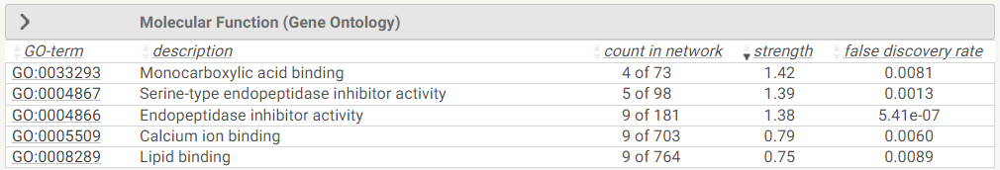 Molecular Function (Gene Ontology)
GO-term description count in network strength false discovery rate
GO:0033293 Monocarboxylic acid binding 4 of 73 1.42 0.0081
GO:0004867 Serine-type endopeptidase inhibitor activity 5 of 98 1.39 0.0013
GO:0004866 Endopeptidase inhibitor activity 9 of 181 1.38 5.41e-07
GO:0005509 Calcium ion binding 9 of 703 0.79 0.0060
GO:0008289 Lipid binding 9 of 764 0.75 0.0089